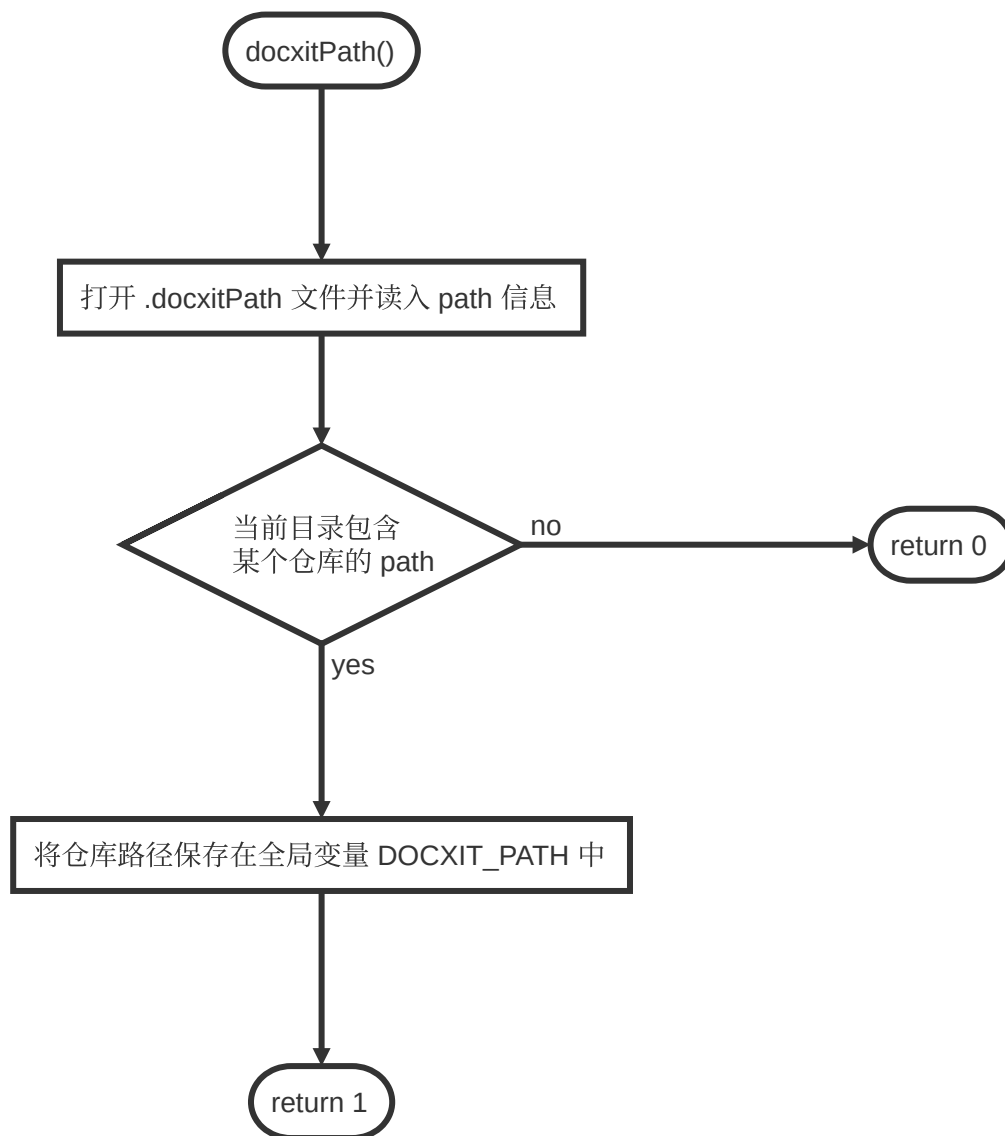 docxitPath()
打开 .docxitPath 文件并读入 path 信息
当前目录包含
某个仓库的 path
no
return 0
yes
将仓库路径保存在全局变量 DOCXIT_PATH 中
return 1